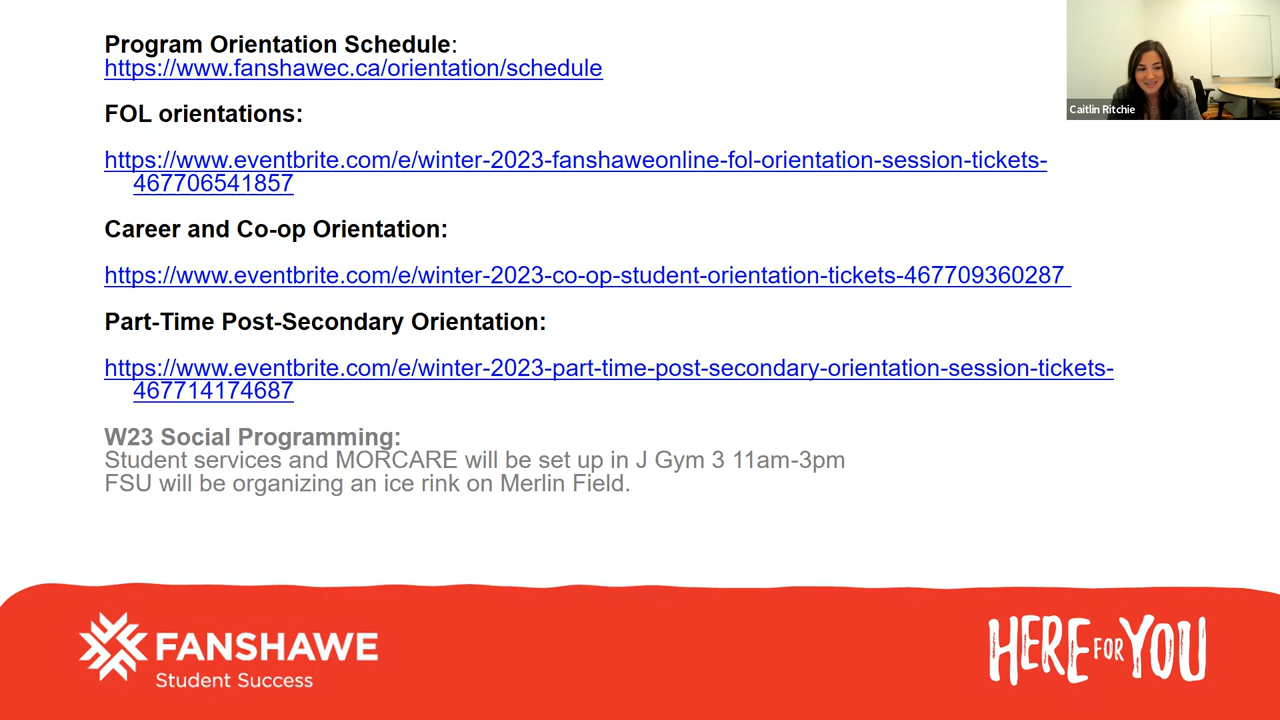 Program Orientation Schedule:
https://www.fanshawec.ca/orientation/schedule
FOL orientations:
https://www.eventbrite.com/e/winter-2023-fanshaweonline-fol-orientation-session-tickets-
467706541857
Career and Co-op Orientation:
https://www.eventbrite.com/e/winter-2023-co-op-student-orientation-tickets-467709360287
Part-Time Post-Secondary Orientation:
https://www.eventbrite.com/e/winter-2023-part-time-post-secondary-orientation-session-tickets-
467714174687
W23 Social Programming:
Student services and MORCARE will be set up in J Gym 3 11am-3pm
FSU will be organizing an ice rink on Merlin Field.
Caitlin Ritchie
FANSHAWE
Student Success
HERE FOR YOU